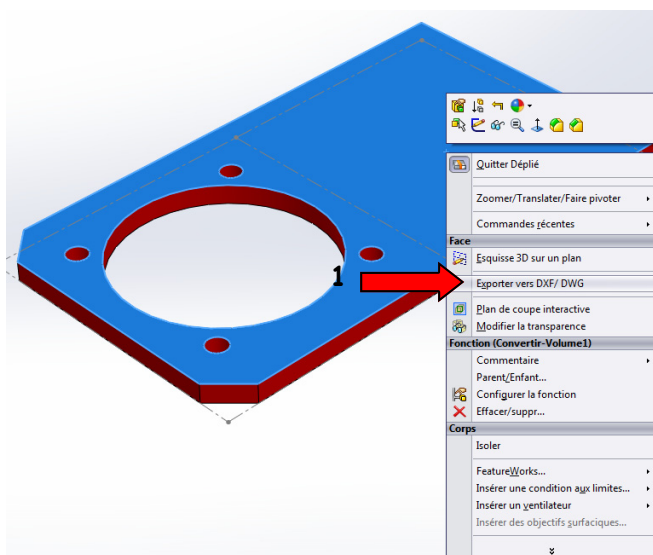 Quitter Déplié
Zoomer/Translater/Faire pivoter
Commandes récentes
Face
Esquisse 3D sur un plan
1
Exporter vers DXF/ DWG
Plan de coupe interactive
Modifier la transparence
Fonction (Convertir-Volume1)
Commentaire
Parent/Enfant...
Configurer la fonction
Effacer/suppr...
Corps
Isoler
FeatureWorks...
Insérer une condition aux limites...
Insérer un ventilateur
Insérer des objectifs surfaciques...